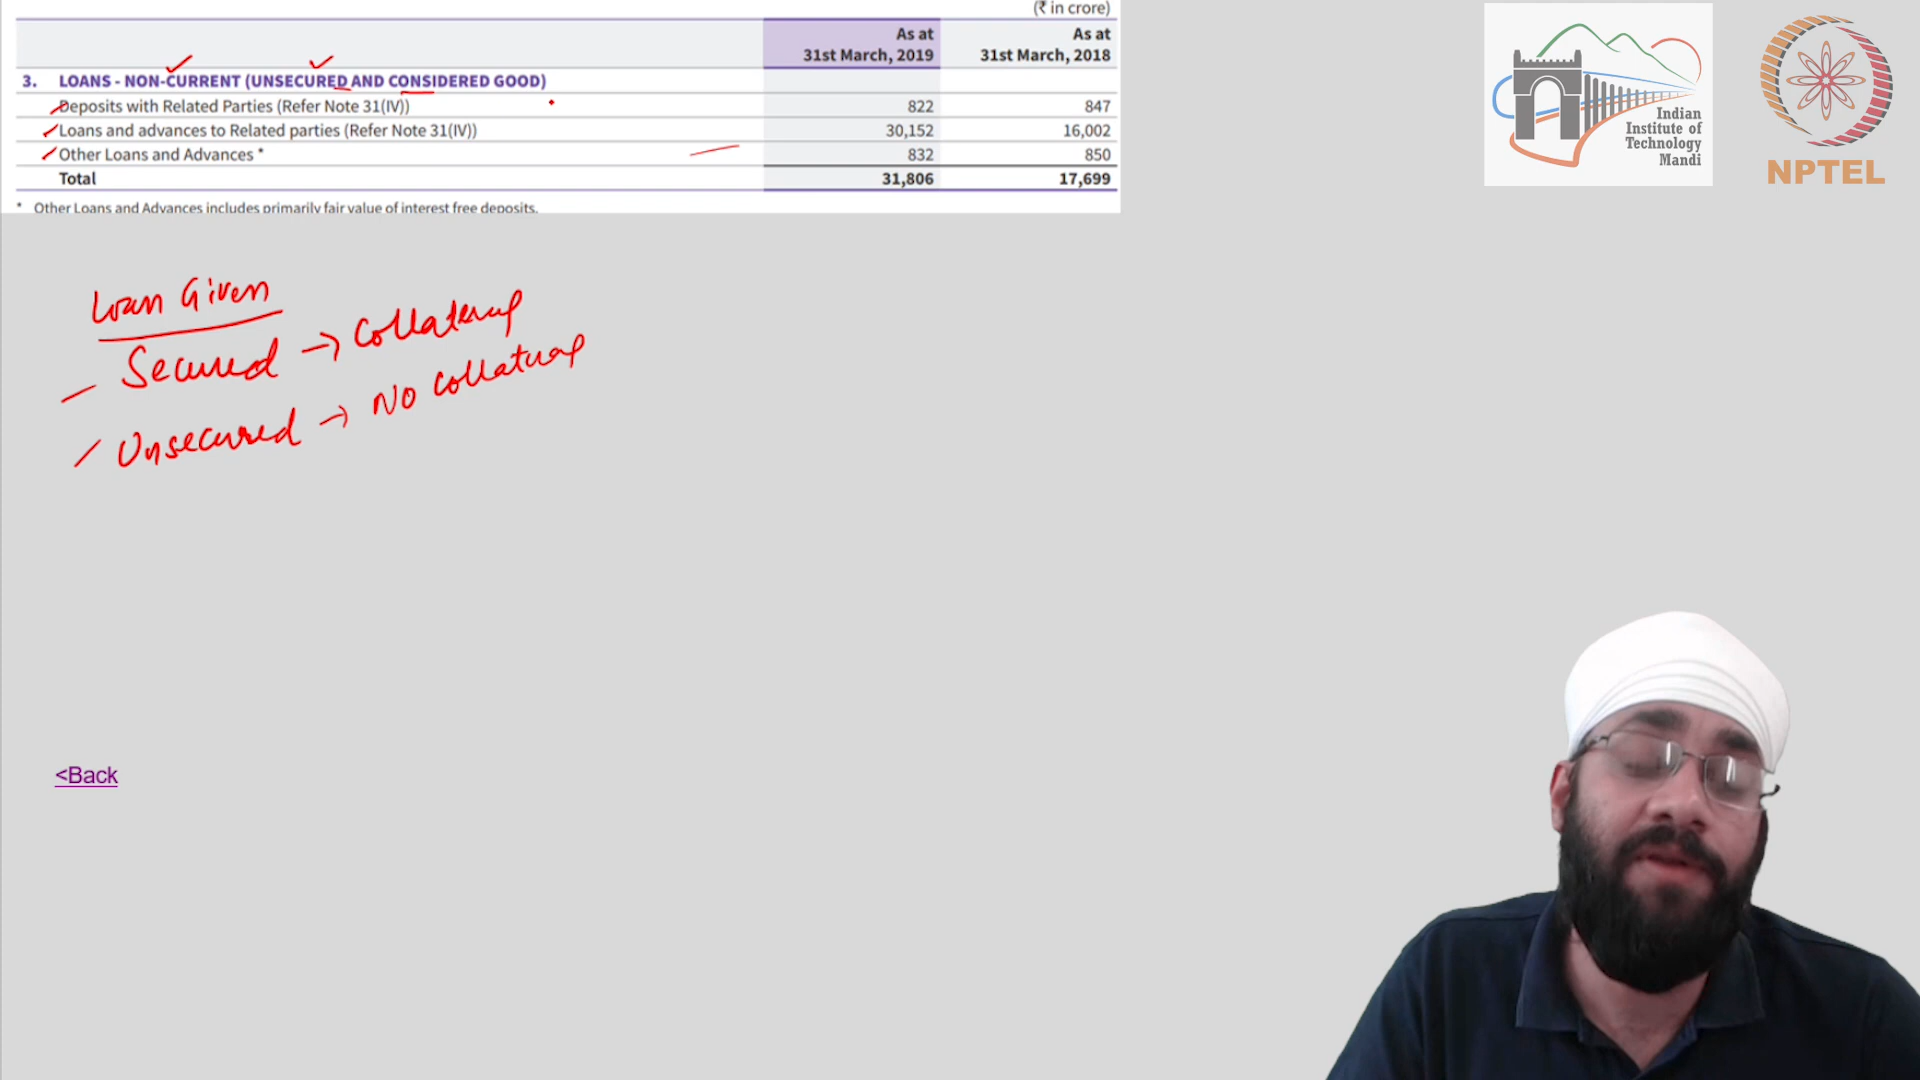 (₹ in crore)
As at As at
31st March, 2019 31st March, 2018
3. LOANS - NON-CURRENT (UNSECURED AND CONSIDERED GOOD)
Deposits with Related Parties (Refer Note 31(IV)) 822 847
Loans and advances to Related parties (Refer Note 31(IV)) 30,152 16,002
Other Loans and Advances * 832 850
Total 31,806 17,699
* Other Loans and Advances includes primarily fair value of interest free deposits.
Loan Given
Secured → Collateral
Unsecured → No collateral
<Back
Indian
Institute of
Technology
Mandi
NPTEL